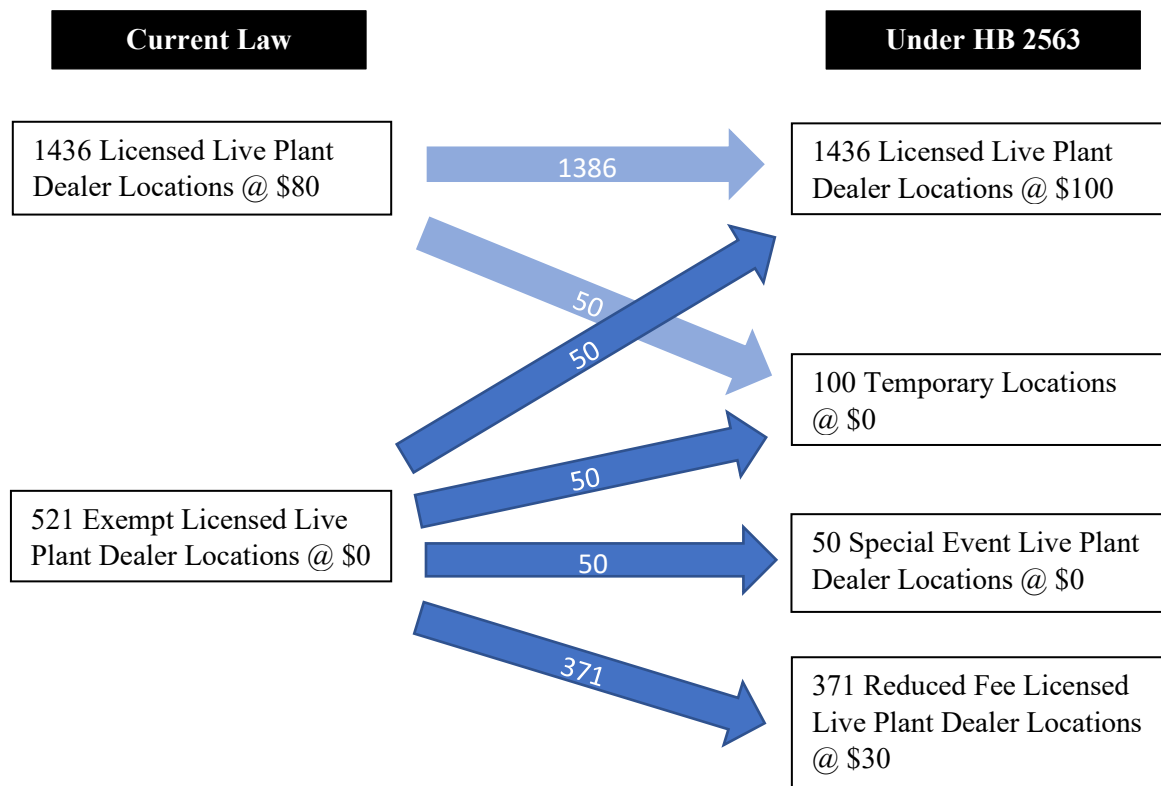 Current Law
Under HB 2563
1436 Licensed Live Plant
Dealer Locations @ $80
1386
1436 Licensed Live Plant
Dealer Locations @ $100
50
50
100 Temporary Locations
@ $0
521 Exempt Licensed Live
Plant Dealer Locations @ $0
50
50
50 Special Event Live Plant
Dealer Locations @ $0
371
371 Reduced Fee Licensed
Live Plant Dealer Locations
@ $30